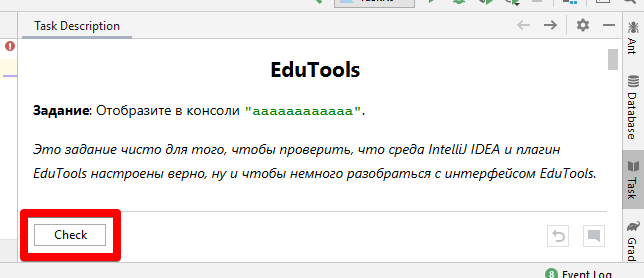 Task Description
EduTools
Задание: Отобразите в консоли "aaaaaaaaaaaa".
Это задание чисто для того, чтобы проверить, что среда IntelliJ IDEA и плагин
EduTools настроены верно, ну и чтобы немного разобраться с интерфейсом EduTools.
Check
Ant
Database
Task
Grad
8 Event Log